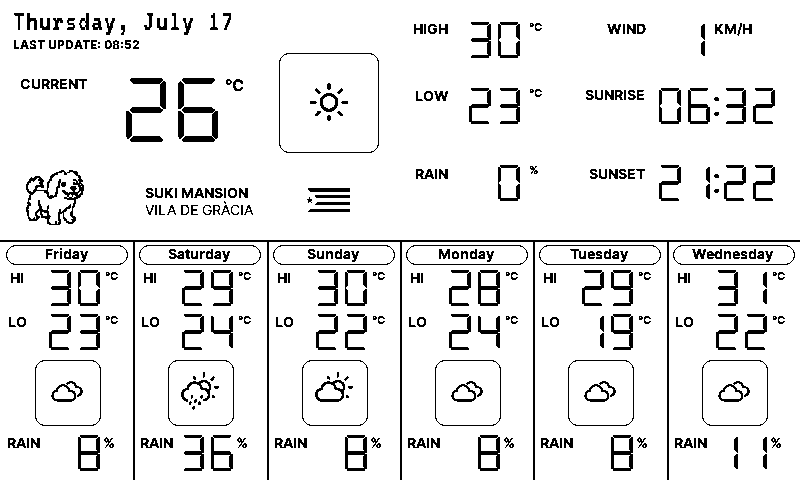 Thursday, July 17
LAST UPDATE: 08:52
CURRENT 26 °C
SUKI MANSION
VILA DE GRÀCIA
HIGH 30 °C
LOW 23 °C
RAIN 0 %
WIND 1 KM/H
SUNRISE 06:32
SUNSET 21:22
Friday
HI 30 °C
LO 23 °C
RAIN 8 %
Saturday
HI 29 °C
LO 24 °C
RAIN 36 %
Sunday
HI 30 °C
LO 22 °C
RAIN 8 %
Monday
HI 28 °C
LO 24 °C
RAIN 8 %
Tuesday
HI 29 °C
LO 19 °C
RAIN 8 %
Wednesday
HI 31 °C
LO 22 °C
RAIN 11 %